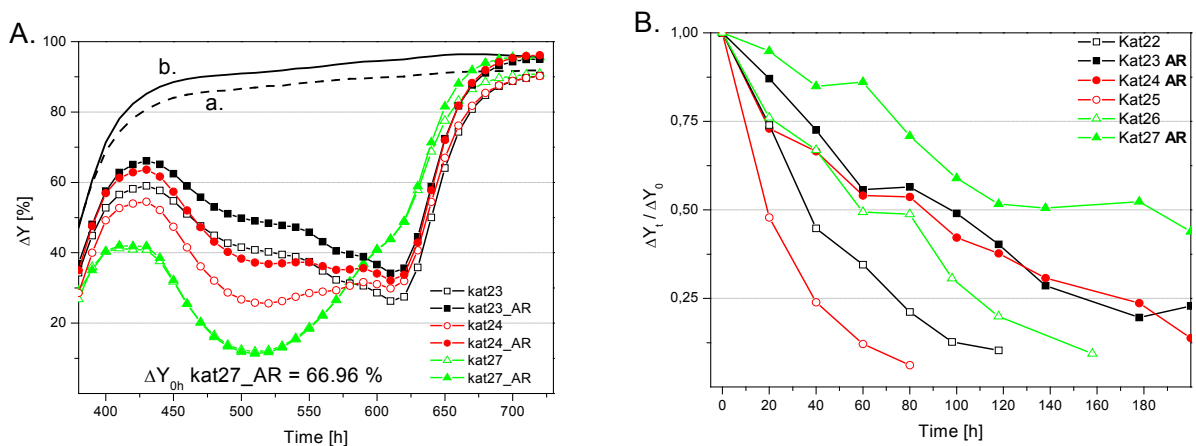 A.
100
80
60
40
20
ΔY [%]
b.
a.
kat23
kat23_AR
kat24
kat24_AR
kat27
kat27_AR
ΔY0h kat27_AR = 66.96 %
400 450 500 550 600 650 700
Time [h]
B.
1,00
0,75
0,50
0,25
ΔYt / ΔY0
Kat22
Kat23 AR
Kat24 AR
Kat25
Kat26
Kat27 AR
0 20 40 60 80 100 120 140 160 180
Time [h]